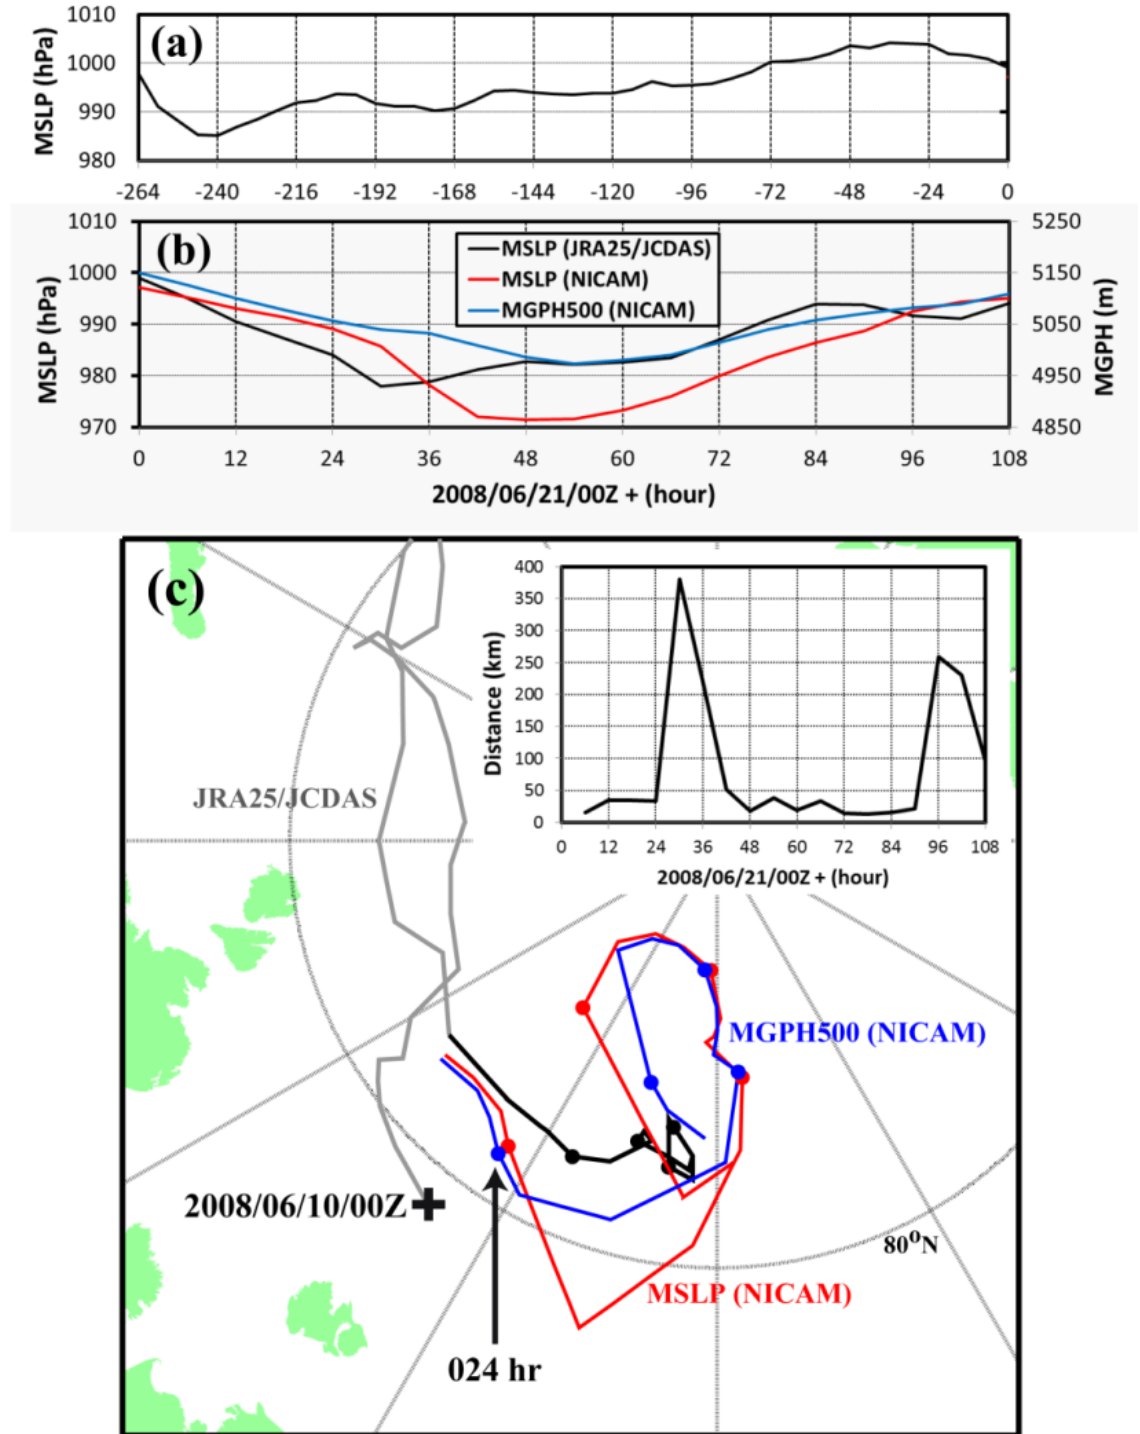 (a)
MSLP (hPa)
1010
1000
990
980
-264 -240 -216 -192 -168 -144 -120 -96 -72 -48 -24 0
(b)
MSLP (hPa)
1010
1000
990
980
970
MSLP (JRA25/JCDAS)
MSLP (NICAM)
MGPH500 (NICAM)
5250
5150
5050
4950
4850
MGPH (m)
0 12 24 36 48 60 72 84 96 108
2008/06/21/00Z + (hour)
(c)
Distance (km)
400
350
300
250
200
150
100
50
0
0 12 24 36 48 60 72 84 96 108
2008/06/21/00Z + (hour)
JRA25/JCDAS
MGPH500 (NICAM)
2008/06/10/00Z
80ºN
MSLP (NICAM)
024 hr